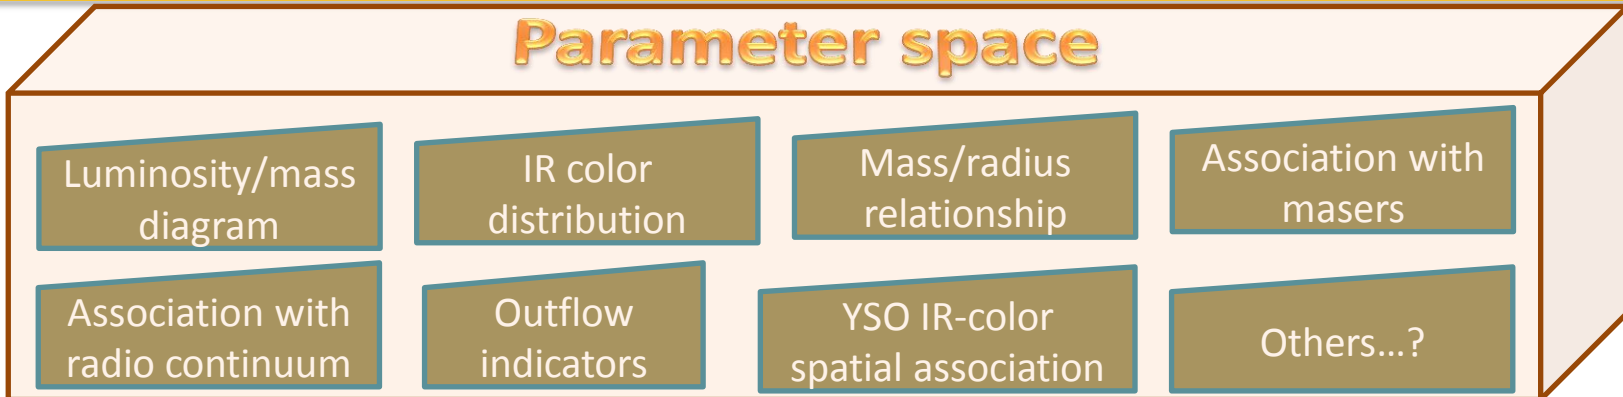 Parameter space
Luminosity/mass
diagram
IR color
distribution
Mass/radius
relationship
Association with
masers
Association with
radio continuum
Outflow
indicators
YSO IR-color
spatial association
Others…?